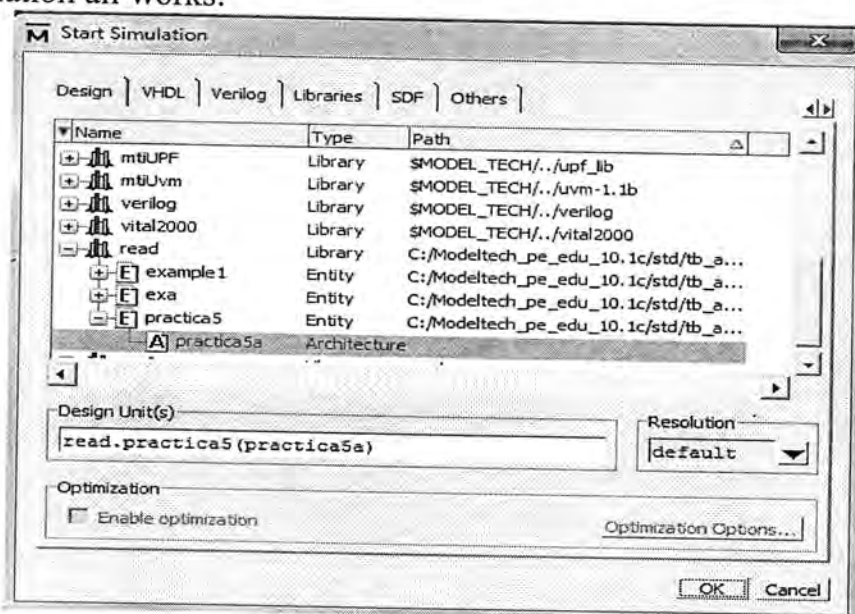 ation all works.
M Start Simulation
Design VHDL Verilog Libraries SDF Others
Name Type Path
mtiUPF Library $MODEL_TECH/../upf_lib
mtiUvm Library $MODEL_TECH/../uvm-1.1b
verilog Library $MODEL_TECH/../verilog
vital2000 Library $MODEL_TECH/../vital2000
read Library C:/Modeltech_pe_edu_10.1c/std/tb_a...
E example1 Entity C:/Modeltech_pe_edu_10.1c/std/tb_a...
E exa Entity C:/Modeltech_pe_edu_10.1c/std/tb_a...
E practica5 Entity C:/Modeltech_pe_edu_10.1c/std/tb_a...
A practica5a Architecture
Design Unit(s)
read.practica5(practica5a)
Resolution
default
Optimization
Enable optimization
Optimization Options...
OK Cancel